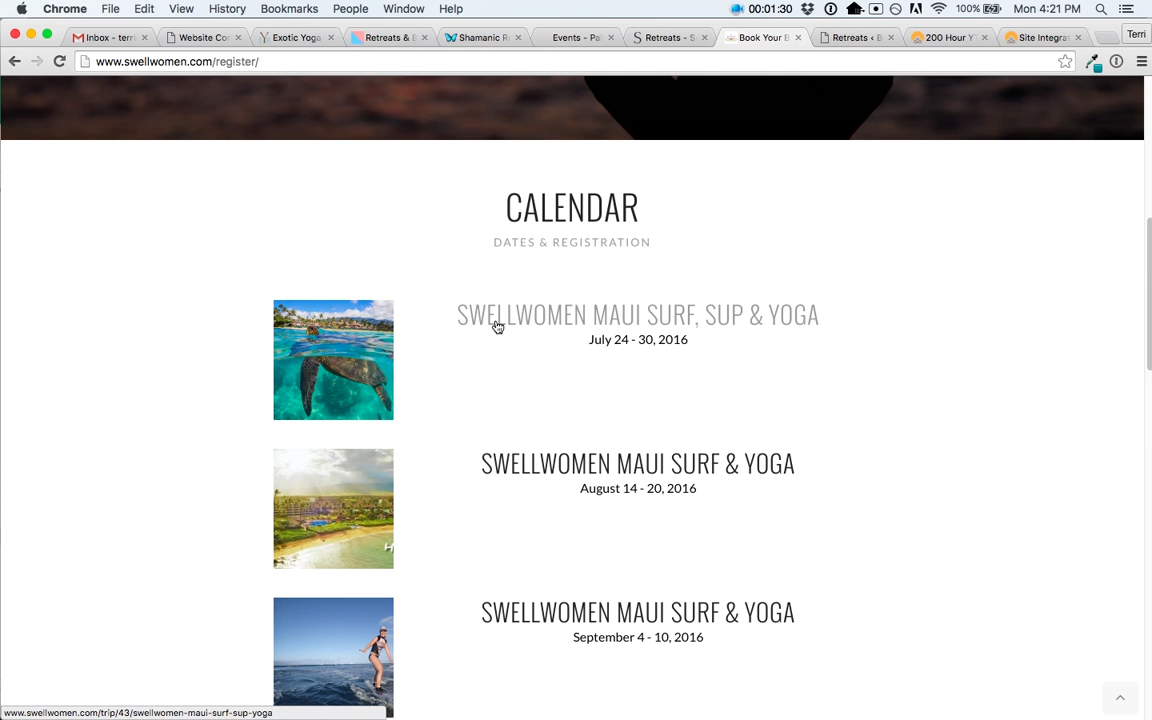 Chrome File Edit View History Bookmarks People Window Help 00:01:30 100% Mon 4:21 PM
Inbox - terri Website Con Exotic Yoga Retreats & E Shamanic R Events - Pa Retreats - S Book Your B Retreats ‹ B 200 Hour Y Site Integrat Terri
www.swellwomen.com/register/
CALENDAR
DATES & REGISTRATION
SWELLWOMEN MAUI SURF, SUP & YOGA
July 24 - 30, 2016
SWELLWOMEN MAUI SURF & YOGA
August 14 - 20, 2016
H
SWELLWOMEN MAUI SURF & YOGA
September 4 - 10, 2016
www.swellwomen.com/trip/43/swellwomen-maui-surf-sup-yoga